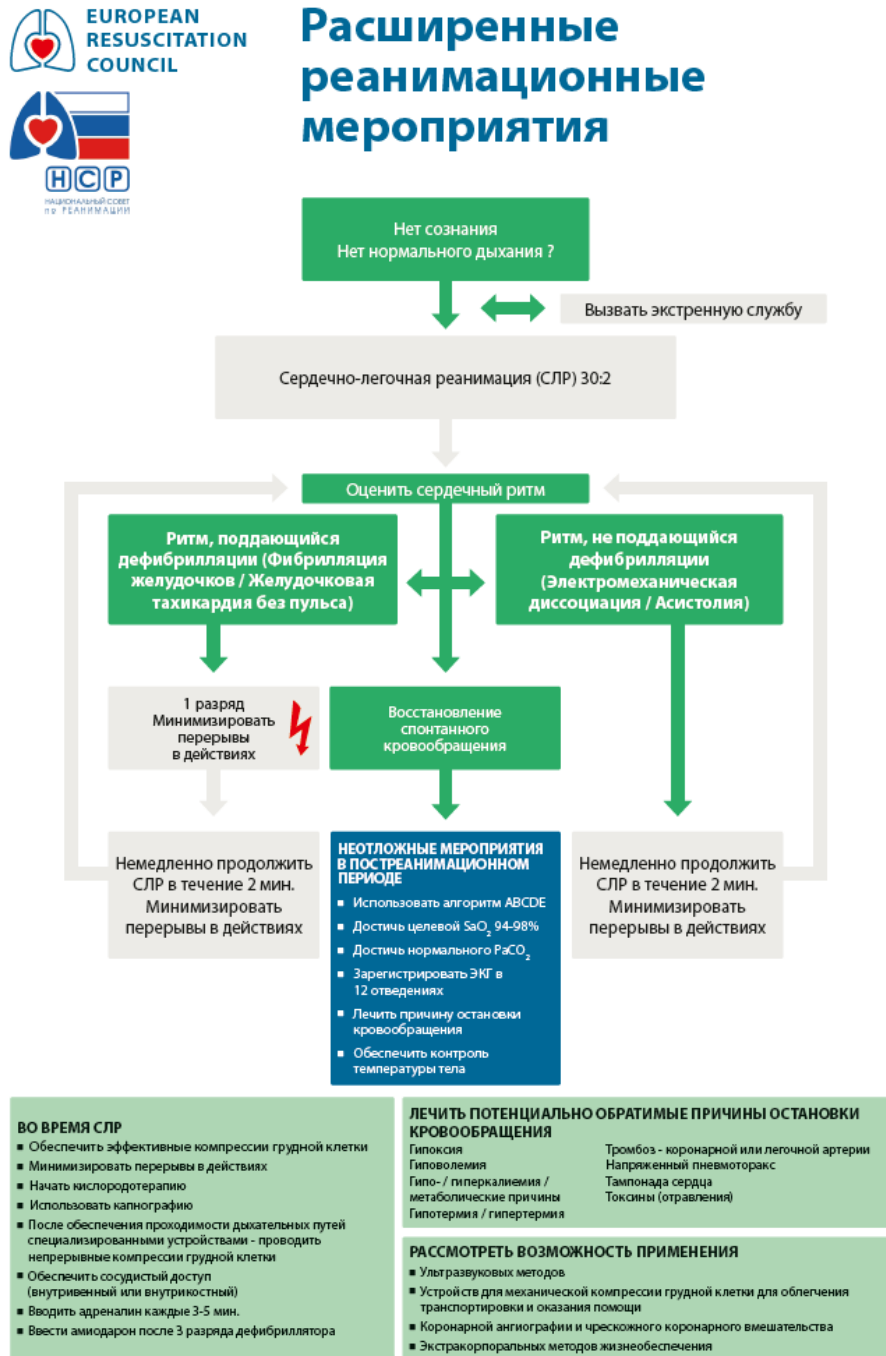 EUROPEAN
RESUSCITATION
COUNCIL
НСР
НАЦИОНАЛЬНЫЙ СОВЕТ
по РЕАНИМАЦИИ
Расширенные
реанимационные
мероприятия
Нет сознания
Нет нормального дыхания ?
Вызвать экстренную службу
Сердечно-легочная реанимация (СЛР) 30:2
Оценить сердечный ритм
Ритм, поддающийся
дефибрилляции (Фибрилляция
желудочков / Желудочковая
тахикардия без пульса)
Ритм, не поддающийся
дефибрилляции
(Электромеханическая
диссоциация / Асистолия)
1 разряд
Минимизировать
перерывы
в действиях
Восстановление
спонтанного
кровообращения
Немедленно продолжить
СЛР в течение 2 мин.
Минимизировать
перерывы в действиях
НЕОТЛОЖНЫЕ МЕРОПРИЯТИЯ
В ПОСТРЕАНИМАЦИОННОМ
ПЕРИОДЕ
▪ Использовать алгоритм ABCDE
▪ Достичь целевой SaO₂ 94-98%
▪ Достичь нормального PaCO₂
▪ Зарегистрировать ЭКГ в
12 отведениях
▪ Лечить причину остановки
кровообращения
▪ Обеспечить контроль
температуры тела
Немедленно продолжить
СЛР в течение 2 мин.
Минимизировать
перерывы в действиях
ВО ВРЕМЯ СЛР
▪ Обеспечить эффективные компрессии грудной клетки
▪ Минимизировать перерывы в действиях
▪ Начать кислородотерапию
▪ Использовать капнографию
▪ После обеспечения проходимости дыхательных путей
специализированными устройствами - проводить
непрерывные компрессии грудной клетки
▪ Обеспечить сосудистый доступ
(внутривенный или внутрикостный)
▪ Вводить адреналин каждые 3-5 мин.
▪ Ввести амиодарон после 3 разряда дефибриллятора
ЛЕЧИТЬ ПОТЕНЦИАЛЬНО ОБРАТИМЫЕ ПРИЧИНЫ ОСТАНОВКИ
КРОВООБРАЩЕНИЯ
Гипоксия
Гиповолемия
Гипо- / гиперкалиемия /
метаболические причины
Гипотермия / гипертермия
Тромбоз - коронарной или легочной артерии
Напряженный пневмоторакс
Тампонада сердца
Токсины (отравления)
РАССМОТРЕТЬ ВОЗМОЖНОСТЬ ПРИМЕНЕНИЯ
▪ Ультразвуковых методов
▪ Устройств для механической компрессии грудной клетки для облегчения
транспортировки и оказания помощи
▪ Коронарной ангиографии и чрескожного коронарного вмешательства
▪ Экстракорпоральных методов жизнеобеспечения